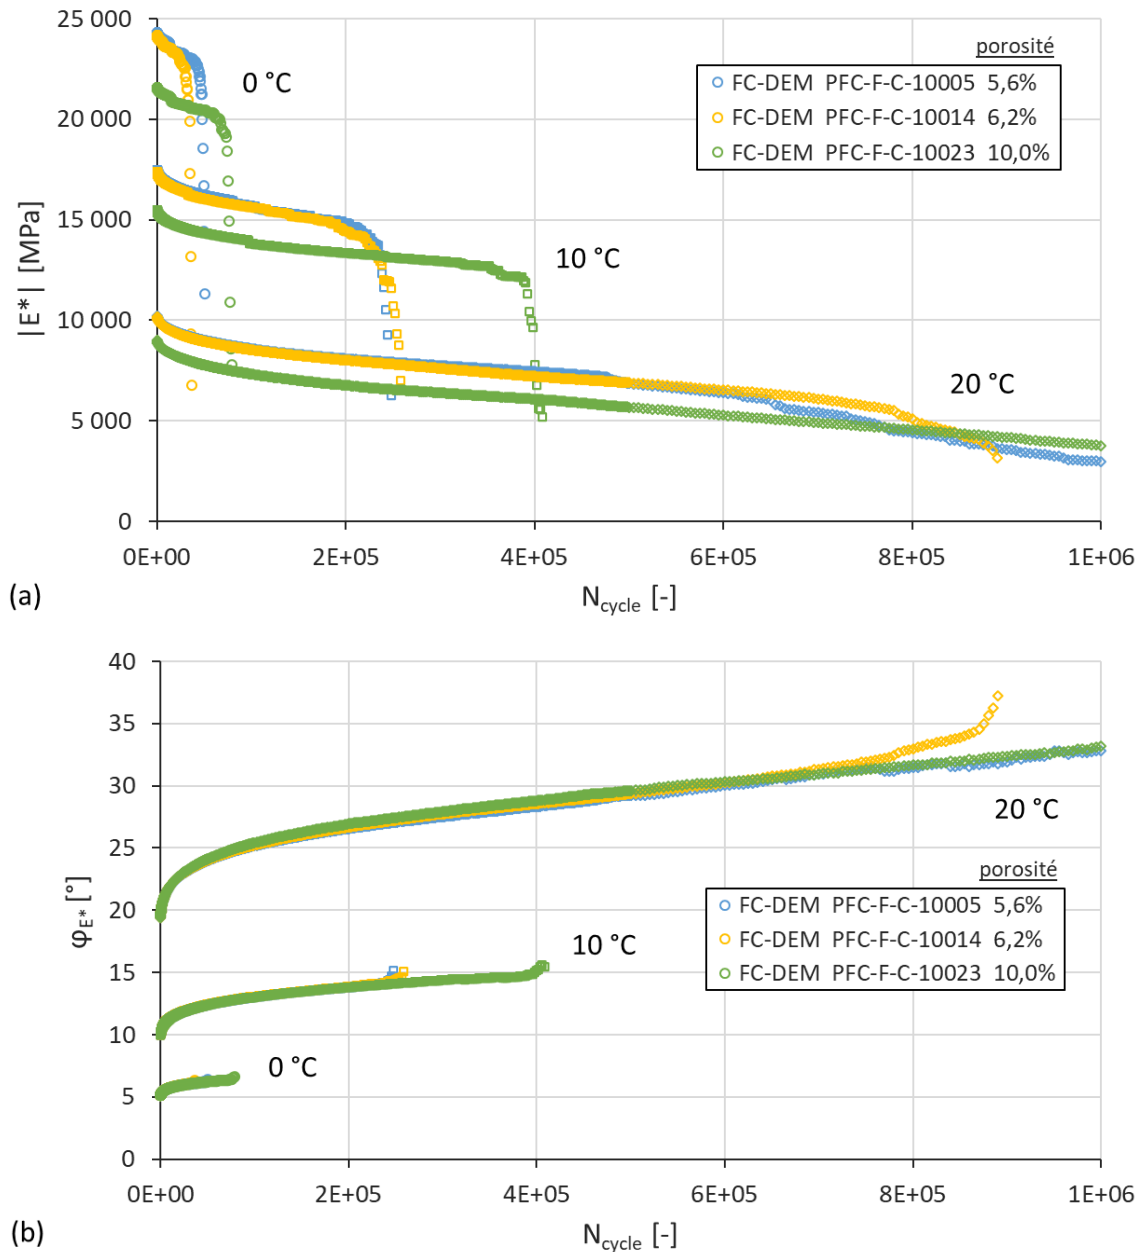 25 000
20 000
15 000
10 000
5 000
0
|E*| [MPa]
0 °C
10 °C
20 °C
porosité
FC-DEM PFC-F-C-10005 5,6%
FC-DEM PFC-F-C-10014 6,2%
FC-DEM PFC-F-C-10023 10,0%
0E+00 2E+05 4E+05 6E+05 8E+05 1E+06
(a)
Ncycle [-]
40
35
30
25
20
15
10
5
0
φE* [°]
20 °C
porosité
FC-DEM PFC-F-C-10005 5,6%
FC-DEM PFC-F-C-10014 6,2%
FC-DEM PFC-F-C-10023 10,0%
10 °C
0 °C
0E+00 2E+05 4E+05 6E+05 8E+05 1E+06
(b)
Ncycle [-]